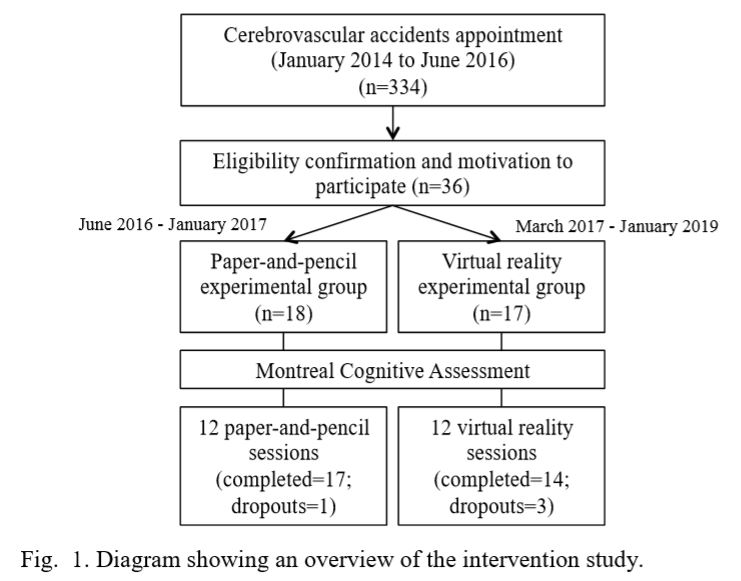 Cerebrovascular accidents appointment
(January 2014 to June 2016)
(n=334)
Eligibility confirmation and motivation to
participate (n=36)
June 2016 - January 2017
March 2017 - January 2019
Paper-and-pencil
experimental group
(n=18)
Virtual reality
experimental group
(n=17)
Montreal Cognitive Assessment
12 paper-and-pencil
sessions
(completed=17;
dropouts=1)
12 virtual reality
sessions
(completed=14;
dropouts=3)
Fig. 1. Diagram showing an overview of the intervention study.